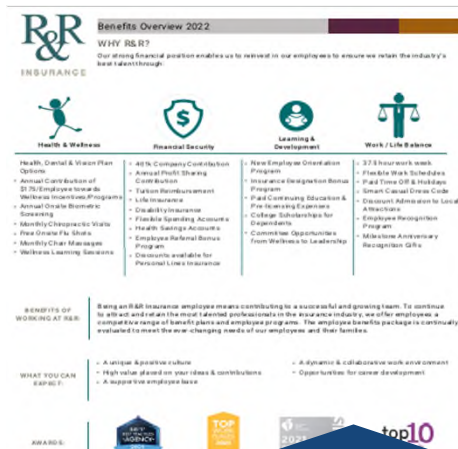 R&R
INSURANCE
Benefits Overview 2022
WHY R&R?
Our strong financial position enables us to reinvest in our employees to ensure we retain the industry's
best talent through:
Health & Wellness
Financial Security
Learning &
Development
Work / Life Balance
Health, Dental & Vision Plan
Options
• Annual Contribution of
$175/Employee towards
Wellness Incentives/Programs
• Annual Onsite Biometric
Screening
• Monthly Chiropractic Visits
• Free Onsite Flu Shots
• Monthly Chair Massages
• Wellness Learning Sessions
• 401k Company Contribution
• Annual Profit Sharing
Contribution
• Tuition Reimbursement
• Life Insurance
• Disability Insurance
• Flexible Spending Accounts
• Health Savings Accounts
• Employee Referral Bonus
Program
• Discounts available for
Personal Lines Insurance
• New Employee Orientation
Program
• Insurance Designation Bonus
Program
• Paid Continuing Education &
Pre-licensing Expenses
• College Scholarships for
Dependents
• Committee Opportunities
from Wellness to Leadership
• 37.5 hour work week
• Flexible Work Schedules
• Paid Time Off & Holidays
• Smart Casual Dress Code
• Discount Admission to Local
Attractions
• Employee Recognition
Program
• Milestone Anniversary
Recognition Gifts
BENEFITS OF
WORKING AT R&R:
Being an R&R Insurance employee means contributing to a successful and growing team. To continue
to attract and retain the most talented professionals in the insurance industry, we offer employees a
competitive range of benefit plans and employee programs. The employee benefits package is continually
evaluated to meet the ever-changing needs of our employees and their families.
WHAT YOU CAN
EXPECT:
• A unique & positive culture
• High value placed on your ideas & contributions
• A supportive employee base
• A dynamic & collaborative work environment
• Opportunities for career development
AWARDS:
AGENCY
TOP
2021
top10